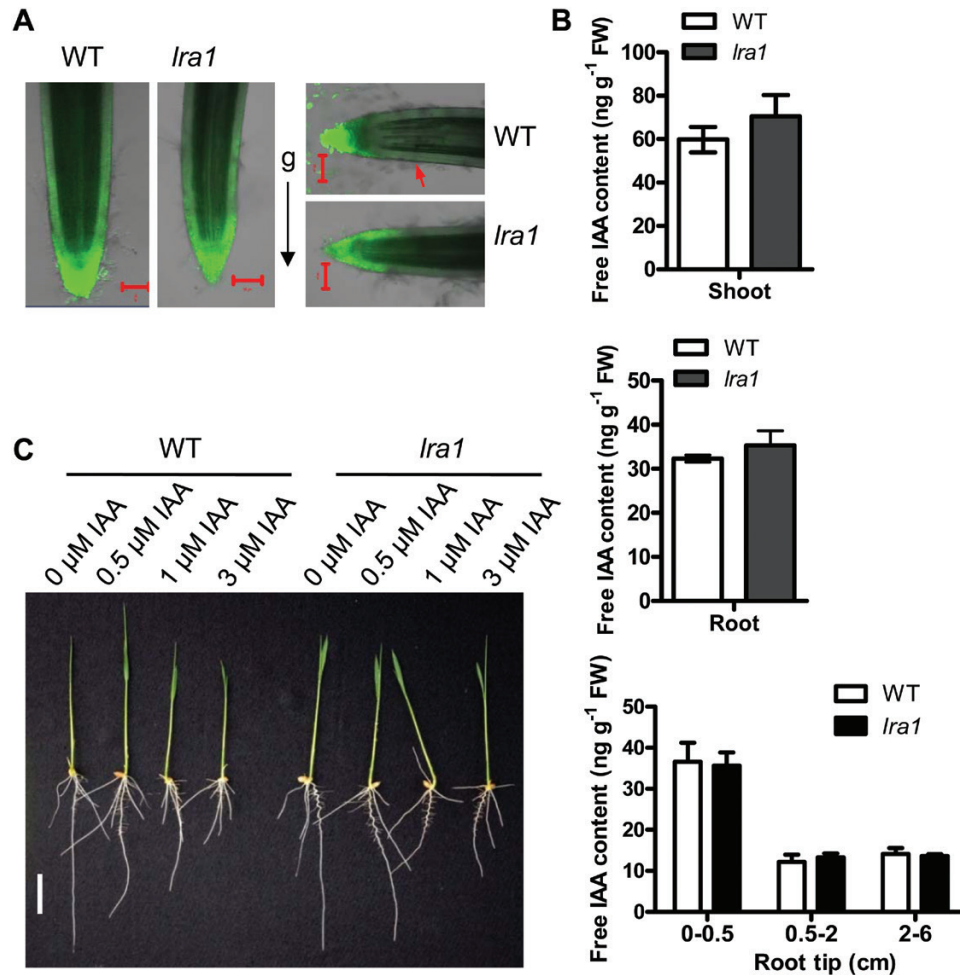 A
WT
lra1
g
WT
lra1
B
WT
lra1
Free IAA content (ng g⁻¹ FW)
100
80
60
40
20
0
Shoot
WT
lra1
Free IAA content (ng g⁻¹ FW)
50
40
30
20
10
0
Root
WT
lra1
Free IAA content (ng g⁻¹ FW)
50
40
30
20
10
0
0-0.5
0.5-2
2-6
Root tip (cm)
C
WT
lra1
0 µM IAA
0.5 µM IAA
1 µM IAA
3 µM IAA
0 µM IAA
0.5 µM IAA
1 µM IAA
3 µM IAA